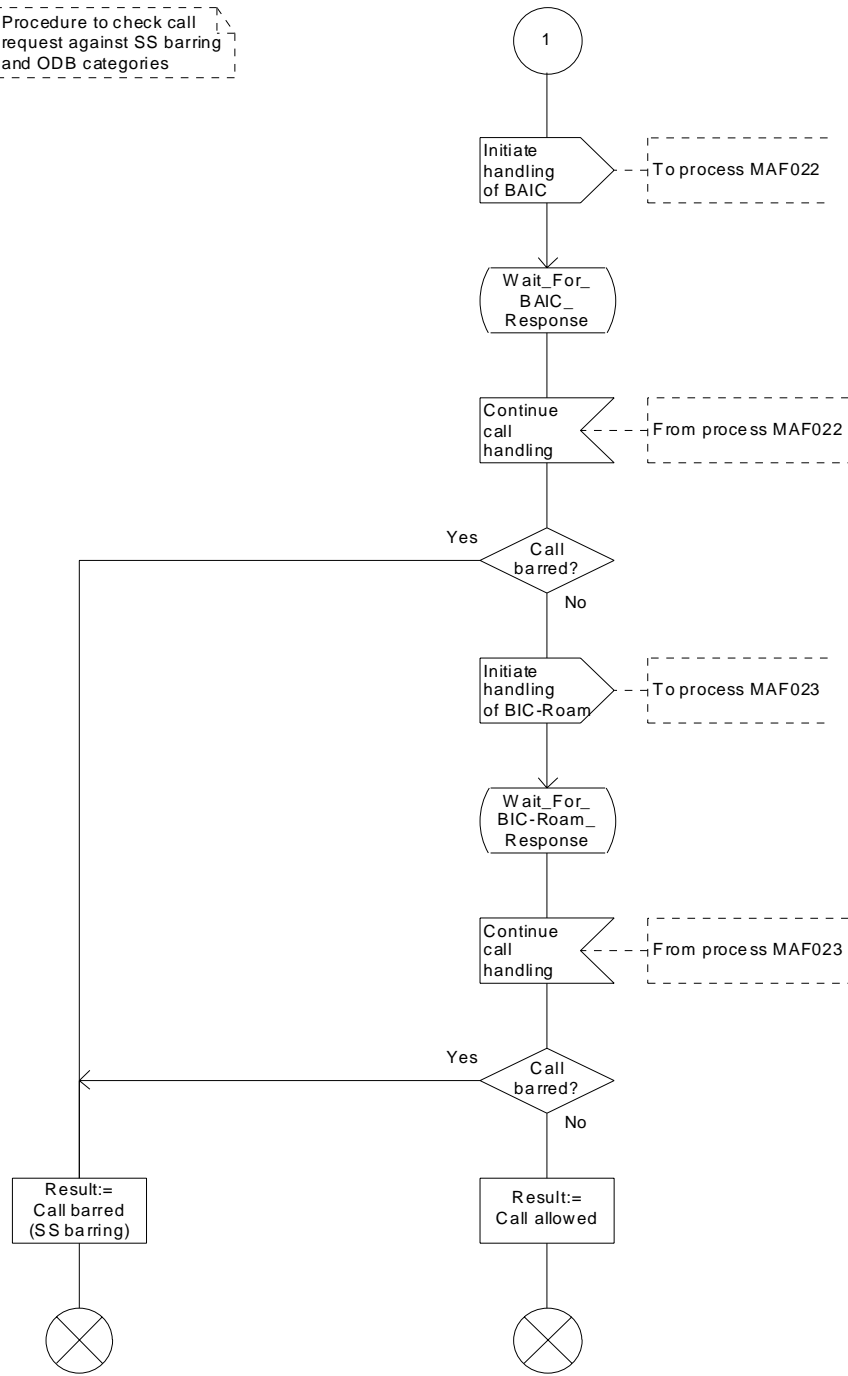 Procedure to check call
request against SS barring
and ODB categories
1
Initiate
handling
of BAIC
To process MAF022
Wait_For_
BAIC_
Response
Continue
call
handling
From process MAF022
Yes
Call
barred?
No
Initiate
handling
of BIC-Roam
To process MAF023
Wait_For_
BIC-Roam_
Response
Continue
call
handling
From process MAF023
Yes
Call
barred?
No
Result:=
Call barred
(SS barring)
Result:=
Call allowed